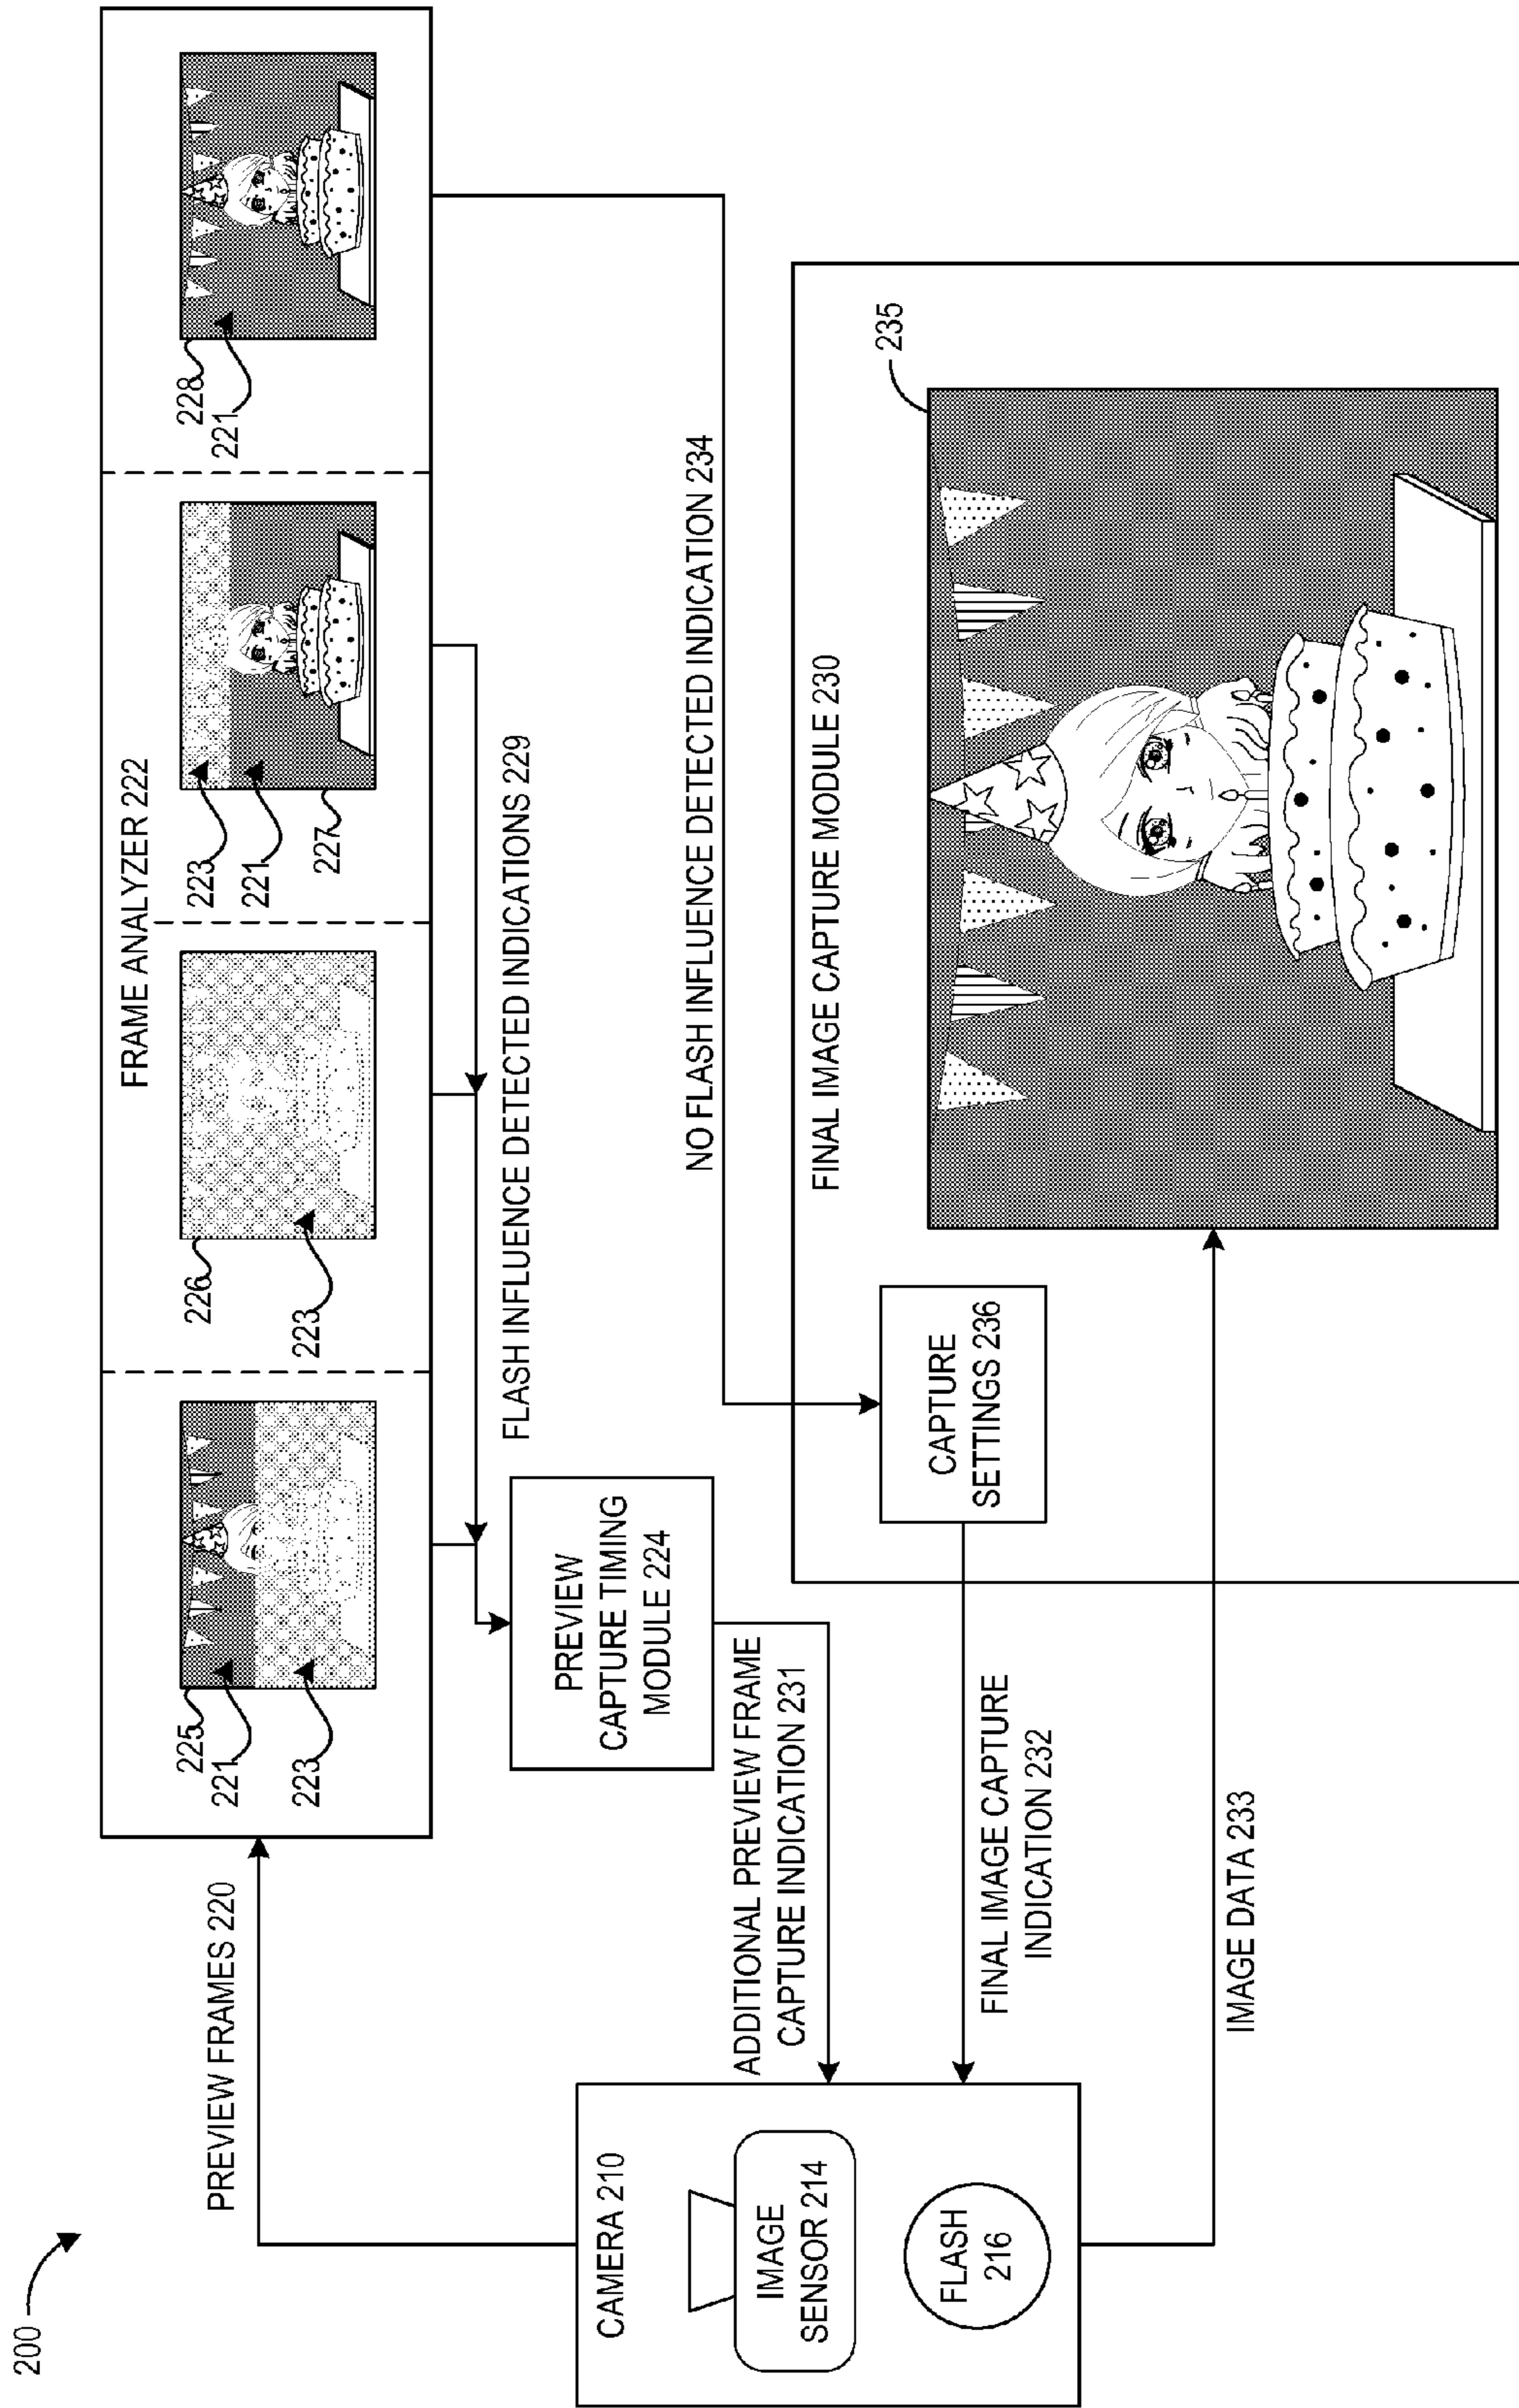 200
PREVIEW FRAMES 220
FRAME ANALYZER 222
225
221
223
226
223
223
221
227
228
221
FLASH INFLUENCE DETECTED INDICATIONS 229
PREVIEW
CAPTURE TIMING
MODULE 224
ADDITIONAL PREVIEW FRAME
CAPTURE INDICATION 231
NO FLASH INFLUENCE DETECTED INDICATION 234
CAMERA 210
IMAGE
SENSOR 214
FLASH
216
FINAL IMAGE CAPTURE MODULE 230
235
CAPTURE
SETTINGS 236
FINAL IMAGE CAPTURE
INDICATION 232
IMAGE DATA 233